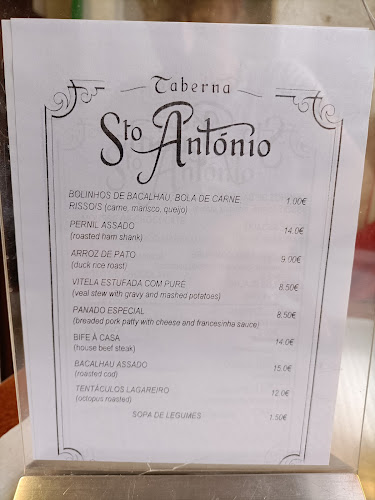 Taberna
Sto António
BOLINHOS DE BACALHAU, BOLA DE CARNE, 1.00€
RISSOIS (carne, marisco, queijo)
PERNIL ASSADO 14.0€
(roasted ham shank)
ARROZ DE PATO 9.00€
(duck rice roast)
VITELA ESTUFADA COM PURÉ 8.50€
(veal stew with gravy and mashed potatoes)
PANADO ESPECIAL 8.50€
(breaded pork patty with cheese and francesinha sauce)
BIFE À CASA 14.0€
(house beef steak)
BACALHAU ASSADO 15.0€
(roasted cod)
TENTÁCULOS LAGAREIRO 12.0€
(octopus roasted)
SOPA DE LEGUMES 1.50€